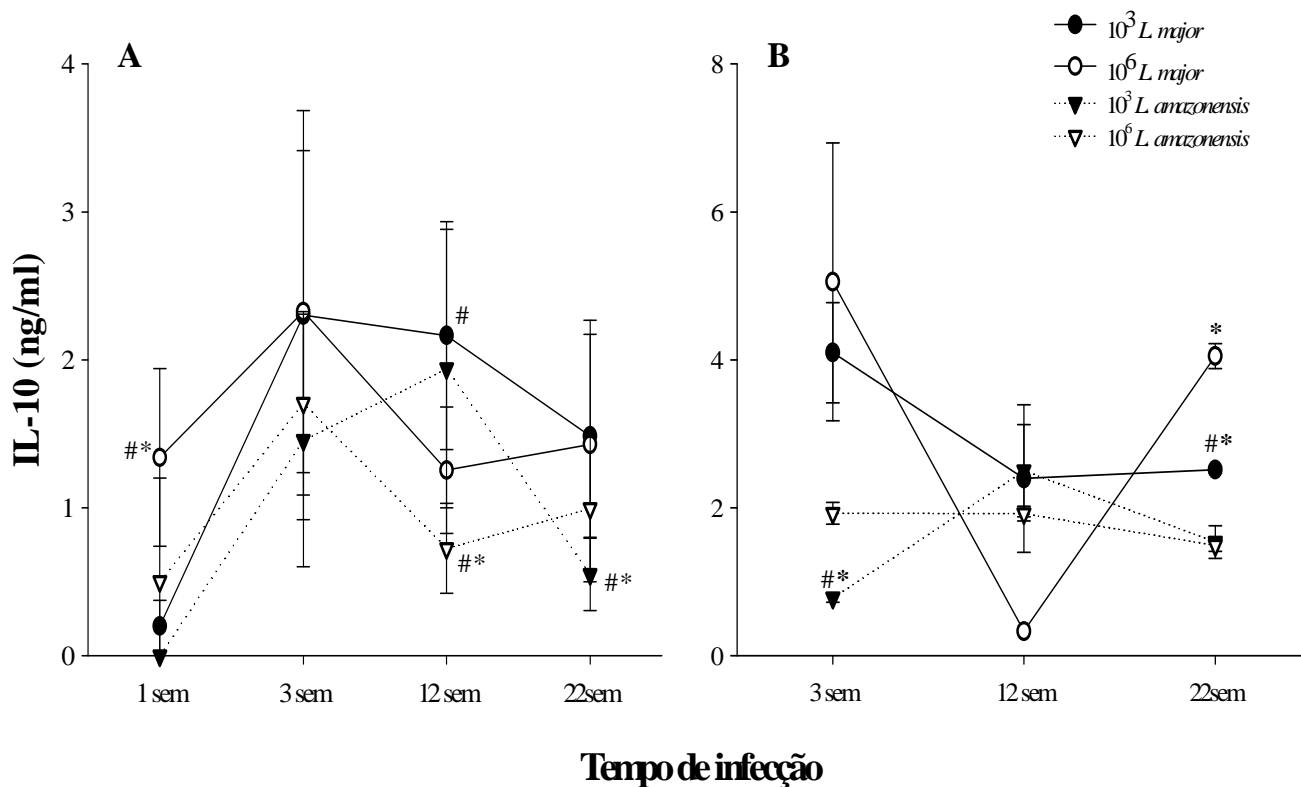 10³ L. major
10⁶ L. major
10³ L. amazonensis
10⁶ L. amazonensis
A
B
IL-10 (ng/ml)
4
3
2
1
0
#*
#
#*
#*
1 sem
3 sem
12 sem
22sem
8
6
4
2
0
#*
*
#*
3 sem
12 sem
22sem
Tempo de infecção